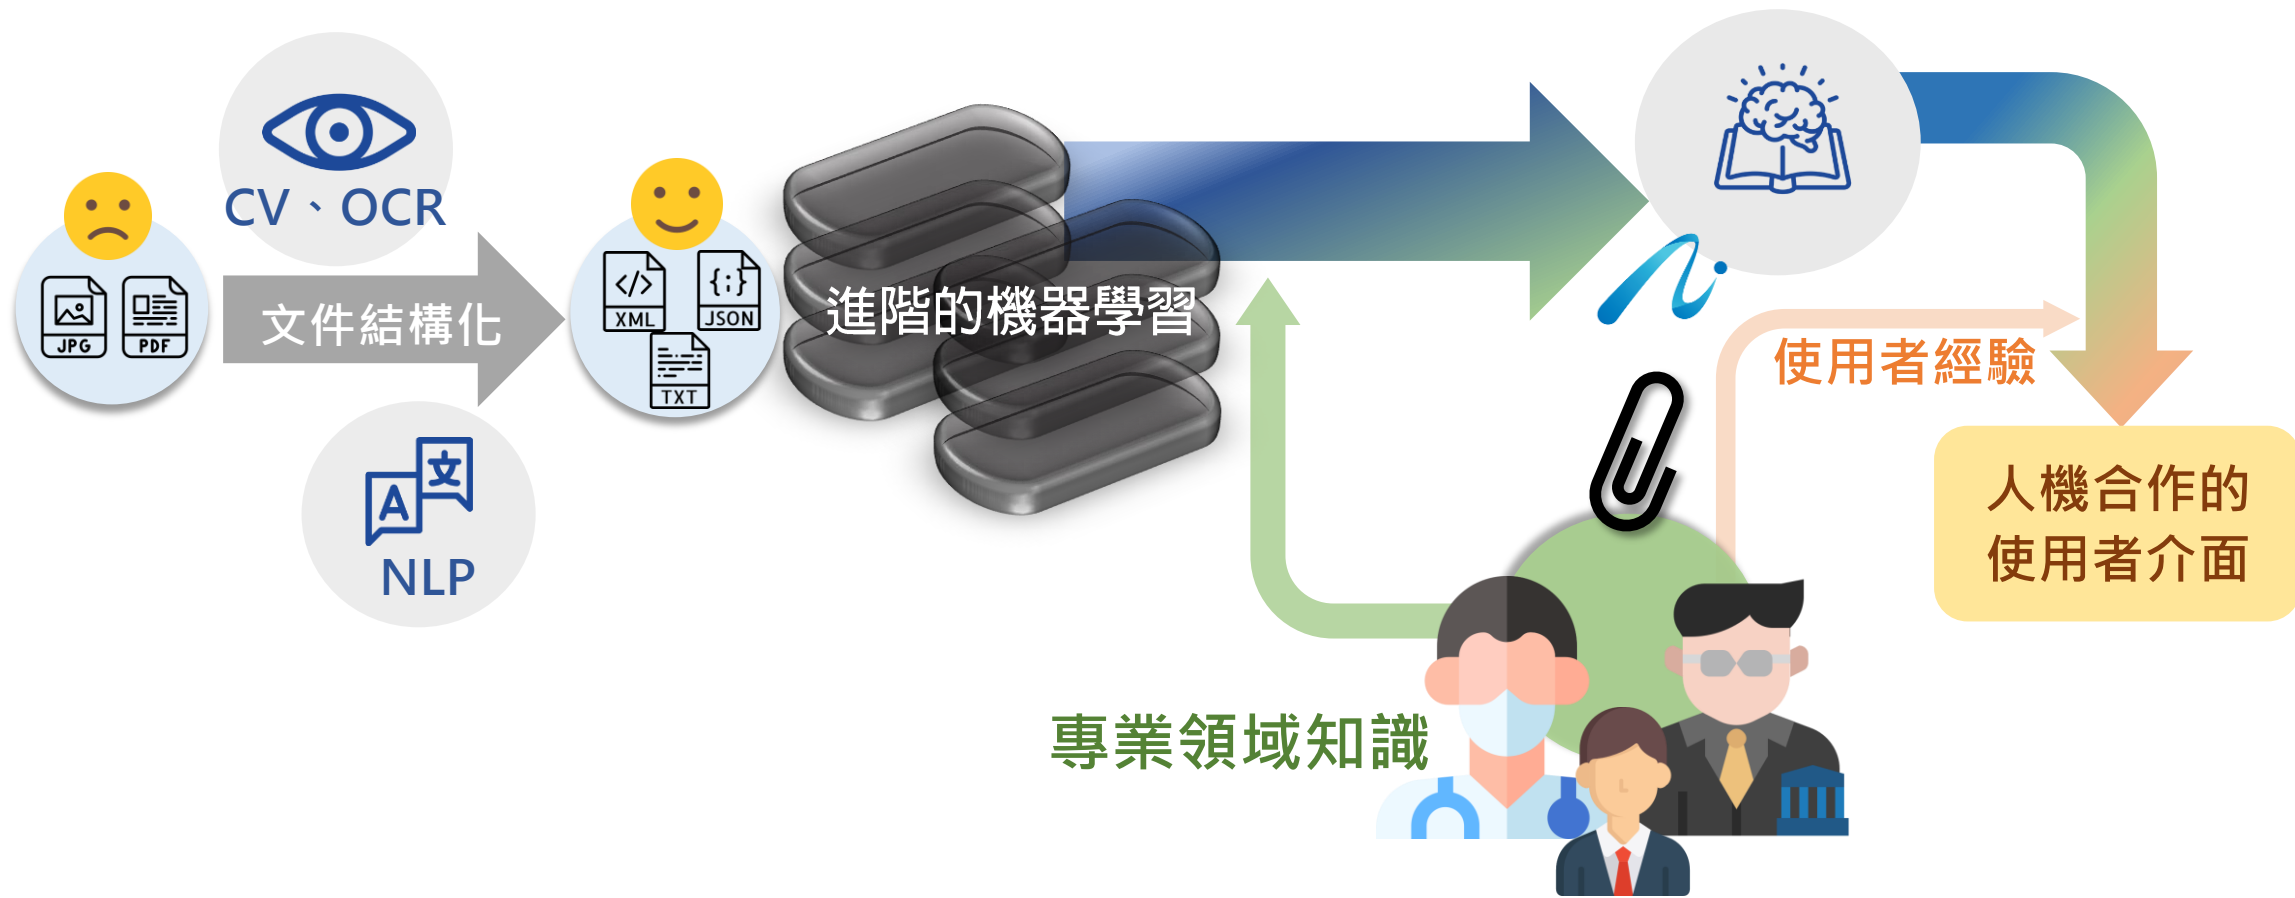 CV、OCR
JPG
PDF
文件結構化
A
文
NLP
XML
JSON
TXT
進階的機器學習
使用者經驗
人機合作的
使用者介面
專業領域知識